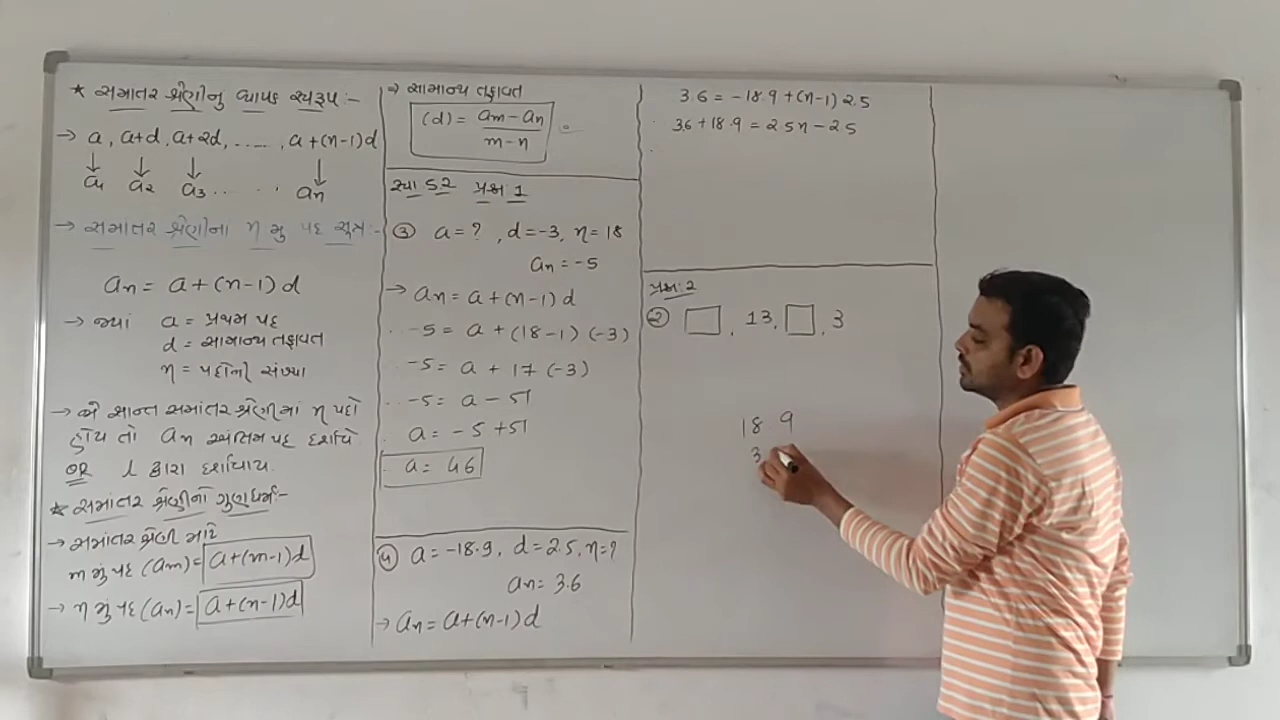 * સમાંતર શ્રેણીનું વ્યાપક સ્વરૂપ :-
→ a, a+d, a+2d, ....., a+(n-1)d
↓ ↓ ↓ ↓
a1 a2 a3 ..... an
→ સમાંતર શ્રેણીના n મુ પદ સૂત્ર:-
an = a+(n-1)d
→ જ્યાં a = પ્રથમ પદ
d = સામાન્ય તફાવત
n = પદોની સંખ્યા
→ જો સાન્ત સમાંતર શ્રેણીમાં n પદો
હોય તો an અંતિમ પદ દર્શાવે
OR l દ્વારા દર્શાવાય.
* સમાંતર શ્રેણીનો ગુણધર્મ:-
→ સમાંતર શ્રેણી માટે
m મું પદ (am) = a+(m-1)d
→ n મું પદ (an) = a+(n-1)d
→ સામાન્ય તફાવત
(d) = am-an / m-n
સ્વા 5.2 પ્રશ્ન 1
③ a=?, d=-3, n=18
an=-5
→ an = a+(n-1)d
-5 = a+(18-1)(-3)
-5 = a+17(-3)
-5 = a-51
a = -5+51
a = 46
૫ a=-18.9, d=2.5, n=?
an=3.6
→ an=a+(n-1)d
3.6=-18.9+(n-1)2.5
3.6+18.9=2.5n-2.5
પ્રશ્ન:2
② □, 13, □, 3
18 9
3